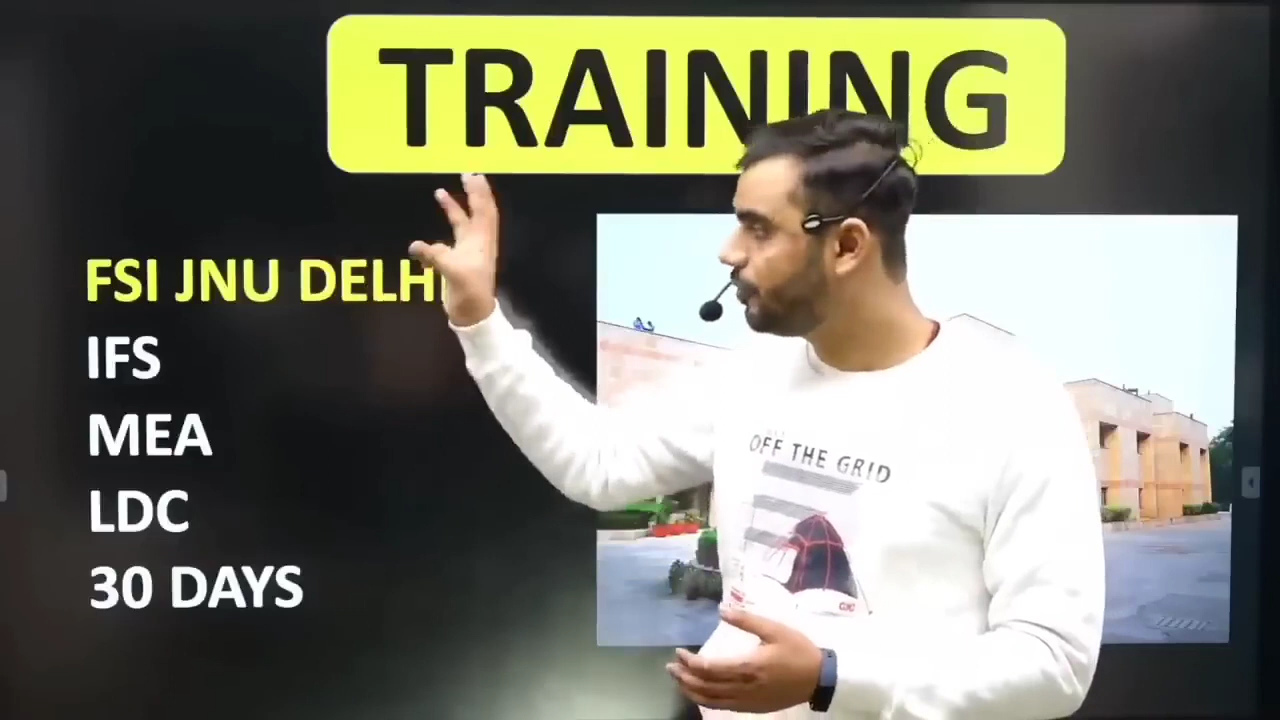 TRAINING
FSI JNU DELHI
IFS
MEA
LDC
30 DAYS
OFF THE GRID